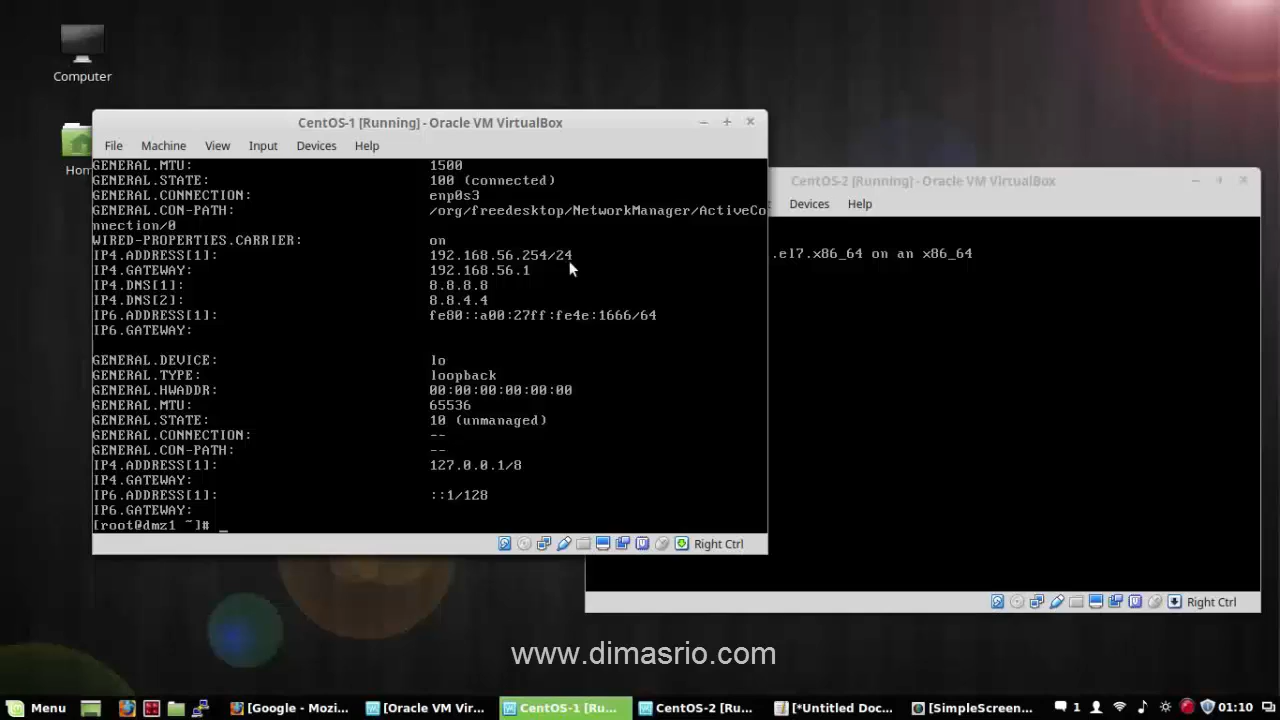 Computer
Hom
CentOS-1 [Running] - Oracle VM VirtualBox
File Machine View Input Devices Help
GENERAL.MTU: 1500
GENERAL.STATE: 100 (connected)
GENERAL.CONNECTION: enp0s3
GENERAL.CON-PATH: /org/freedesktop/NetworkManager/ActiveCo
nnection/0
WIRED-PROPERTIES.CARRIER: on
IP4.ADDRESS[1]: 192.168.56.254/24
IP4.GATEWAY: 192.168.56.1
IP4.DNS[1]: 8.8.8.8
IP4.DNS[2]: 8.8.4.4
IP6.ADDRESS[1]: fe80::a00:27ff:fe4e:1666/64
IP6.GATEWAY:
GENERAL.DEVICE: lo
GENERAL.TYPE: loopback
GENERAL.HWADDR: 00:00:00:00:00:00
GENERAL.MTU: 65536
GENERAL.STATE: 10 (unmanaged)
GENERAL.CONNECTION: --
GENERAL.CON-PATH: --
IP4.ADDRESS[1]: 127.0.0.1/8
IP4.GATEWAY:
IP6.ADDRESS[1]: ::1/128
IP6.GATEWAY:
[root@dmz1 ~]# _
Right Ctrl
CentOS-2 [Running] - Oracle VM VirtualBox
Devices Help
.el7.x86_64 on an x86_64
Right Ctrl
www.dimasrio.com
Menu [Google - Mozi... [Oracle VM Vir... CentOS-1 [Ru... CentOS-2 [Ru... [*Untitled Doc... [SimpleScreen... 1 01:10